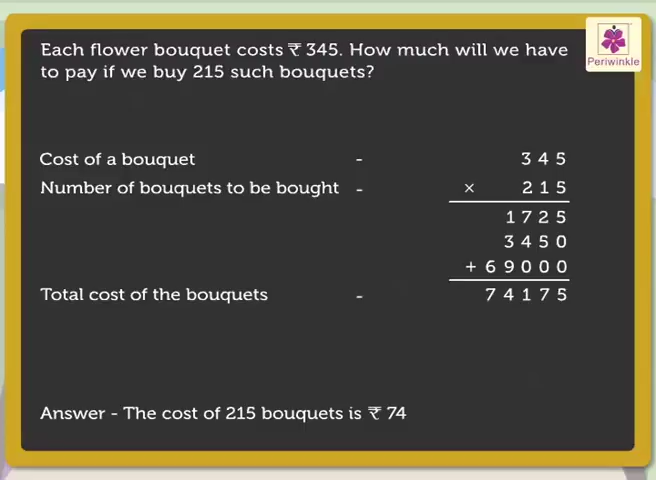 Each flower bouquet costs ₹ 345. How much will we have
to pay if we buy 215 such bouquets?
Periwinkle
Cost of a bouquet - 3 4 5
Number of bouquets to be bought - × 2 1 5
1 7 2 5
3 4 5 0
+ 6 9 0 0 0
Total cost of the bouquets - 7 4 1 7 5
Answer - The cost of 215 bouquets is ₹ 74